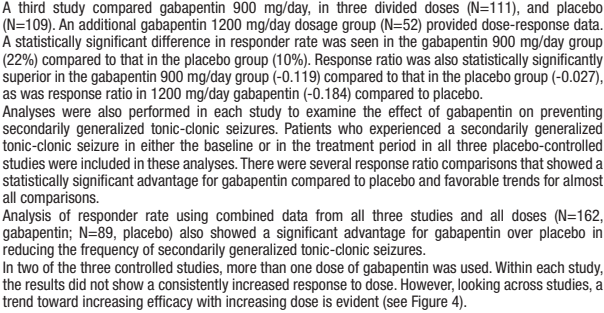 A third study compared gabapentin 900 mg/day, in three divided doses (N=111), and placebo
(N=109). An additional gabapentin 1200 mg/day dosage group (N=52) provided dose-response data.
A statistically significant difference in responder rate was seen in the gabapentin 900 mg/day group
(22%) compared to that in the placebo group (10%). Response ratio was also statistically significantly
superior in the gabapentin 900 mg/day group (-0.119) compared to that in the placebo group (-0.027),
as was response ratio in 1200 mg/day gabapentin (-0.184) compared to placebo.
Analyses were also performed in each study to examine the effect of gabapentin on preventing
secondarily generalized tonic-clonic seizures. Patients who experienced a secondarily generalized
tonic-clonic seizure in either the baseline or in the treatment period in all three placebo-controlled
studies were included in these analyses. There were several response ratio comparisons that showed a
statistically significant advantage for gabapentin compared to placebo and favorable trends for almost
all comparisons.
Analysis of responder rate using combined data from all three studies and all doses (N=162,
gabapentin; N=89, placebo) also showed a significant advantage for gabapentin over placebo in
reducing the frequency of secondarily generalized tonic-clonic seizures.
In two of the three controlled studies, more than one dose of gabapentin was used. Within each study,
the results did not show a consistently increased response to dose. However, looking across studies, a
trend toward increasing efficacy with increasing dose is evident (see Figure 4).